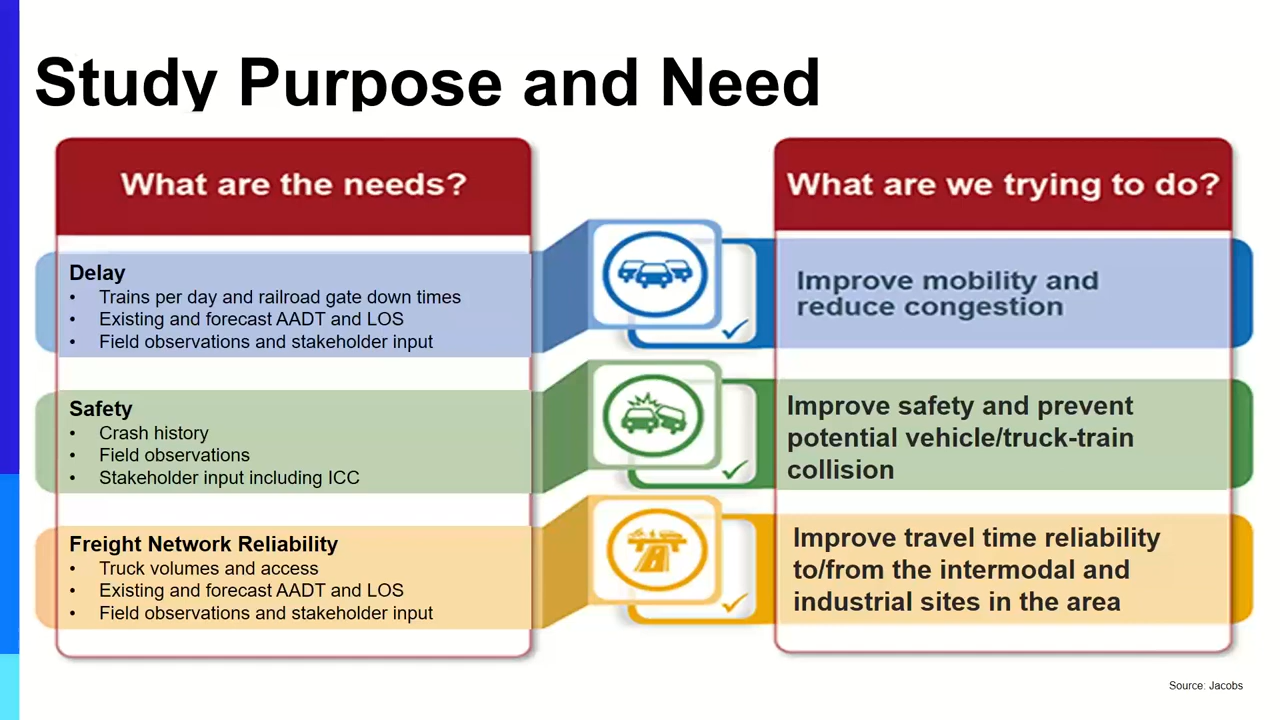 Study Purpose and Need
What are the needs?
Delay
• Trains per day and railroad gate down times
• Existing and forecast AADT and LOS
• Field observations and stakeholder input
Safety
• Crash history
• Field observations
• Stakeholder input including ICC
Freight Network Reliability
• Truck volumes and access
• Existing and forecast AADT and LOS
• Field observations and stakeholder input
What are we trying to do?
Improve mobility and
reduce congestion
Improve safety and prevent
potential vehicle/truck-train
collision
Improve travel time reliability
to/from the intermodal and
industrial sites in the area
Source: Jacobs